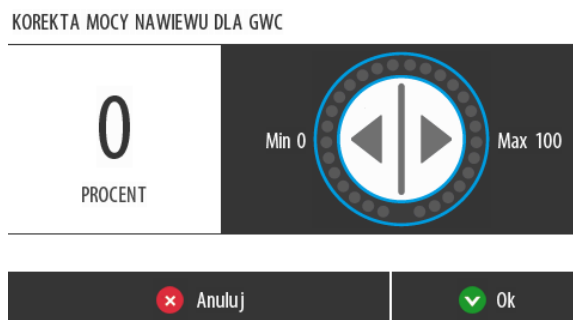 KOREKTA MOCY NAWIEWU DLA GWC
0
PROCENT
Min 0
Max 100
Anuluj
Ok